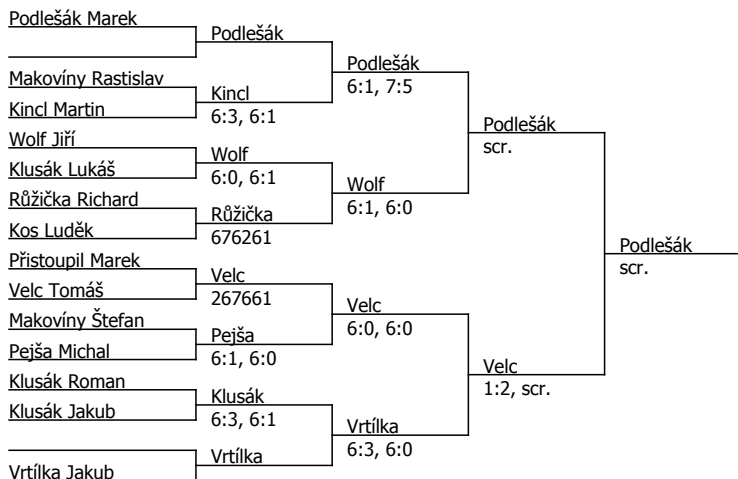 Podlešák Marek
Makovíny Rastislav
Kincl Martin
Wolf Jiří
Klusák Lukáš
Růžička Richard
Kos Luděk
Přistoupil Marek
Velc Tomáš
Makovíny Štefan
Pejša Michal
Klusák Roman
Klusák Jakub
Vrtílka Jakub
Podlešák
Kincl
6:3, 6:1
Wolf
6:0, 6:1
Růžička
676261
Velc
267661
Pejša
6:1, 6:0
Klusák
6:3, 6:1
Vrtílka
Podlešák
6:1, 7:5
Wolf
6:1, 6:0
Velc
6:0, 6:0
Vrtílka
6:3, 6:0
Podlešák
scr.
Velc
1:2, scr.
Podlešák
scr.